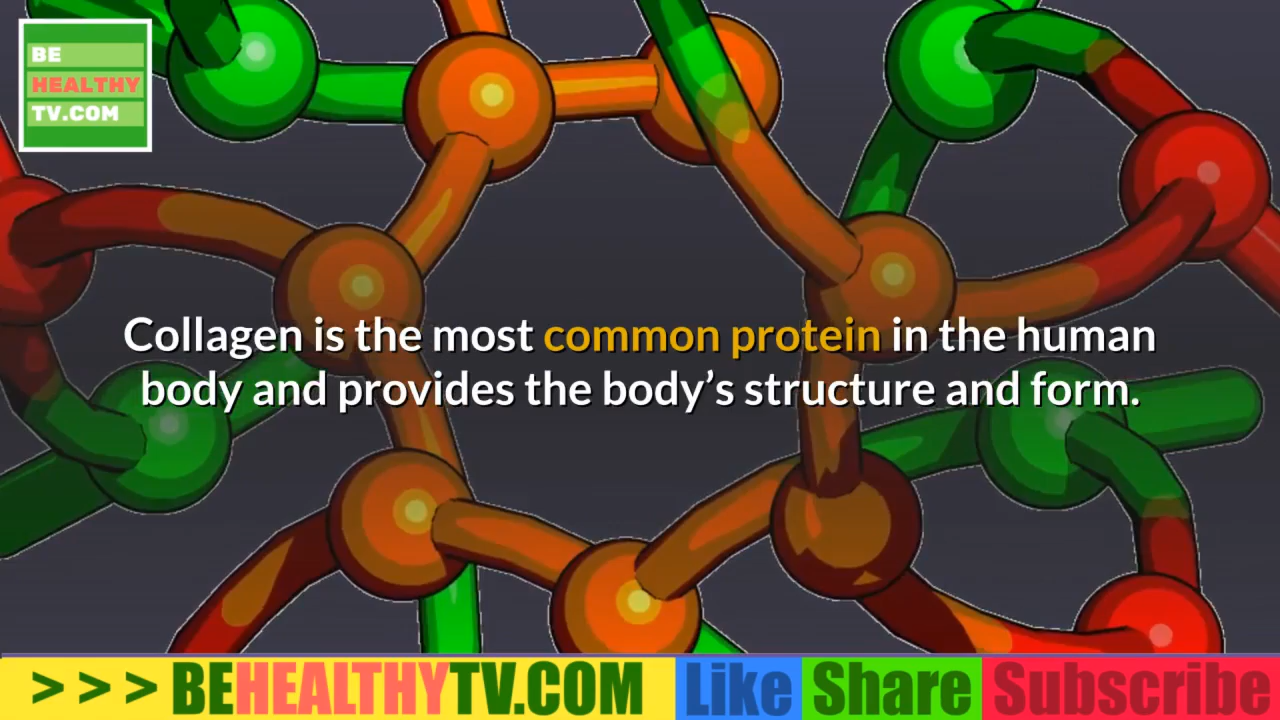 BE
HEALTHY
TV.COM
Collagen is the most common protein in the human
body and provides the body’s structure and form.
> > > BEHEALTHYTV.COM Like Share Subscribe